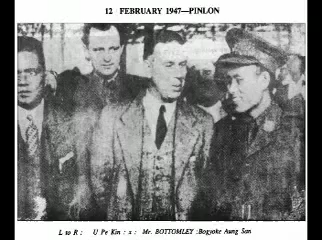 12 FEBRUARY 1947—PINLON
L to R : U Pe Kin : x : Mr. BOTTOMLEY :Bogyoke Aung San